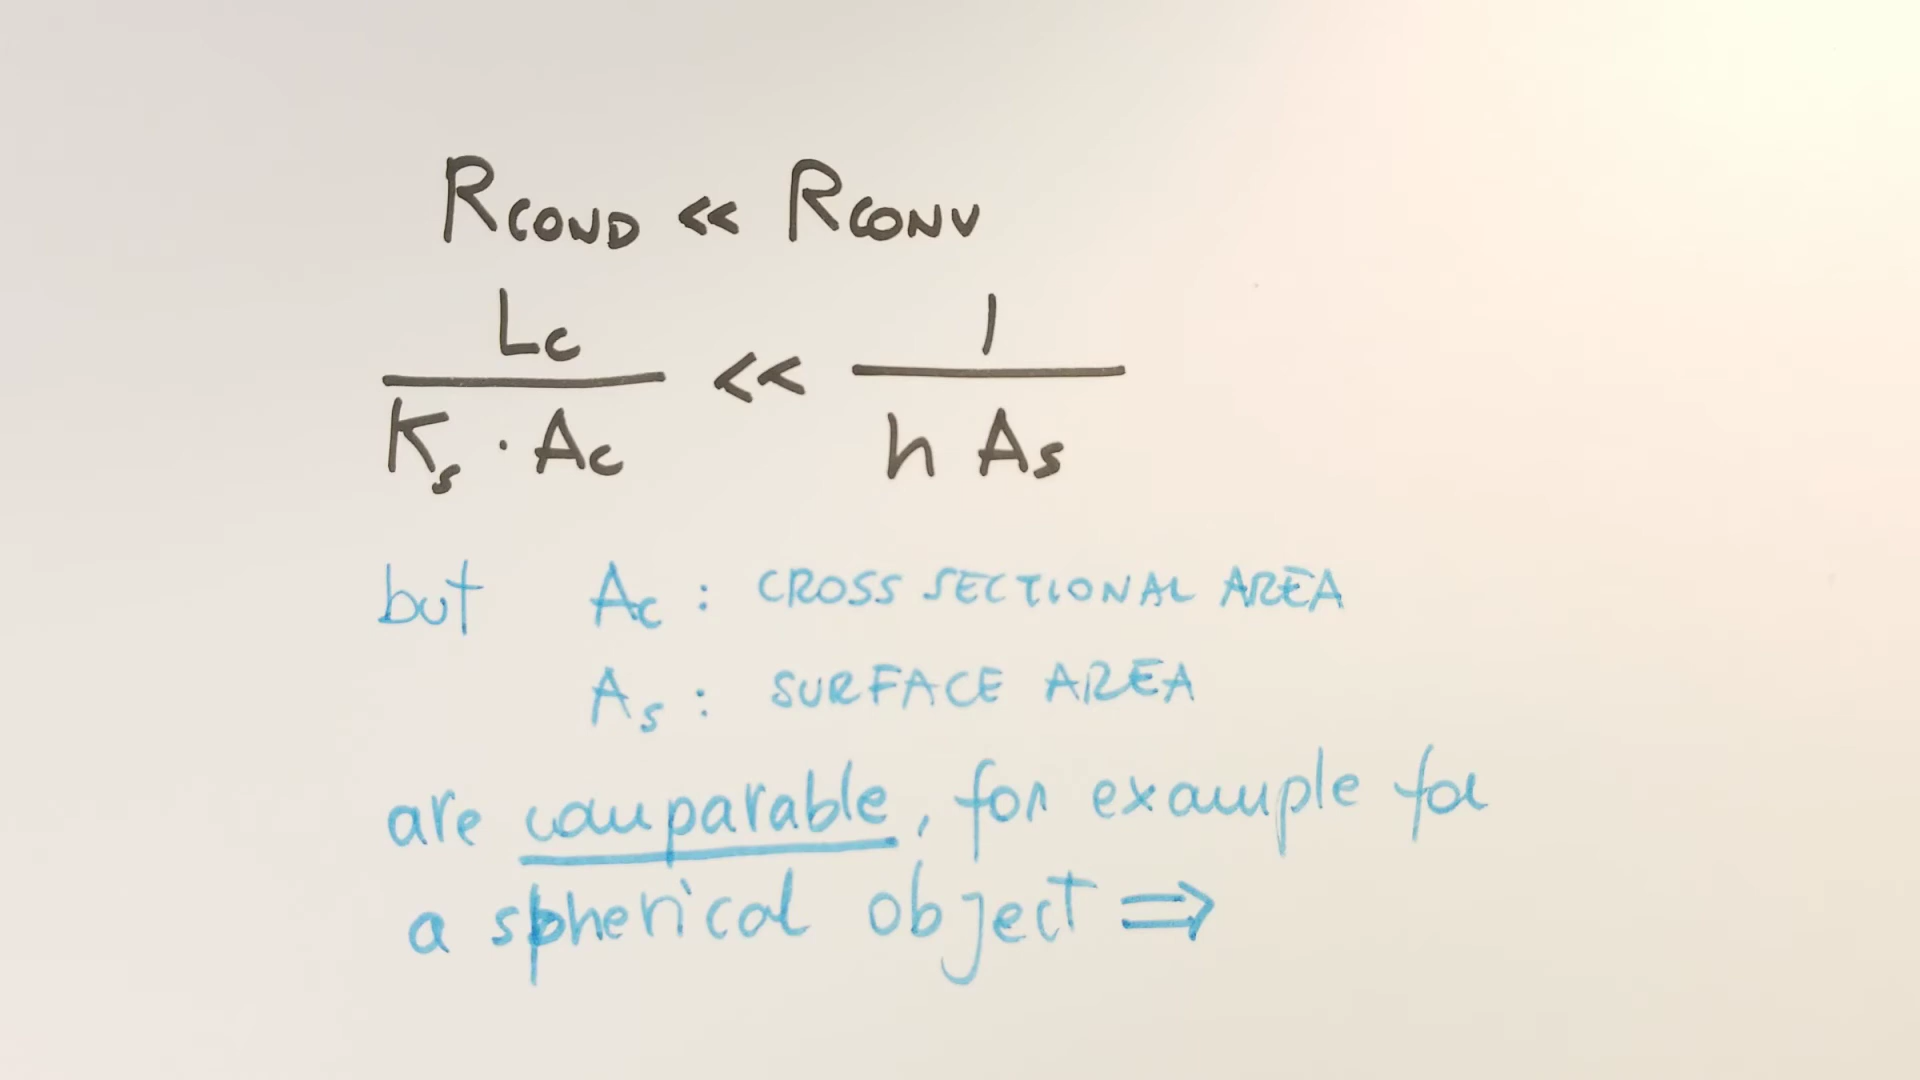 RCOND << RCONV
Lc / Ks · Ac << 1 / h As
but Ac : CROSS SECTIONAL AREA
As : SURFACE AREA
are comparable, for example for
a spherical object ⇒